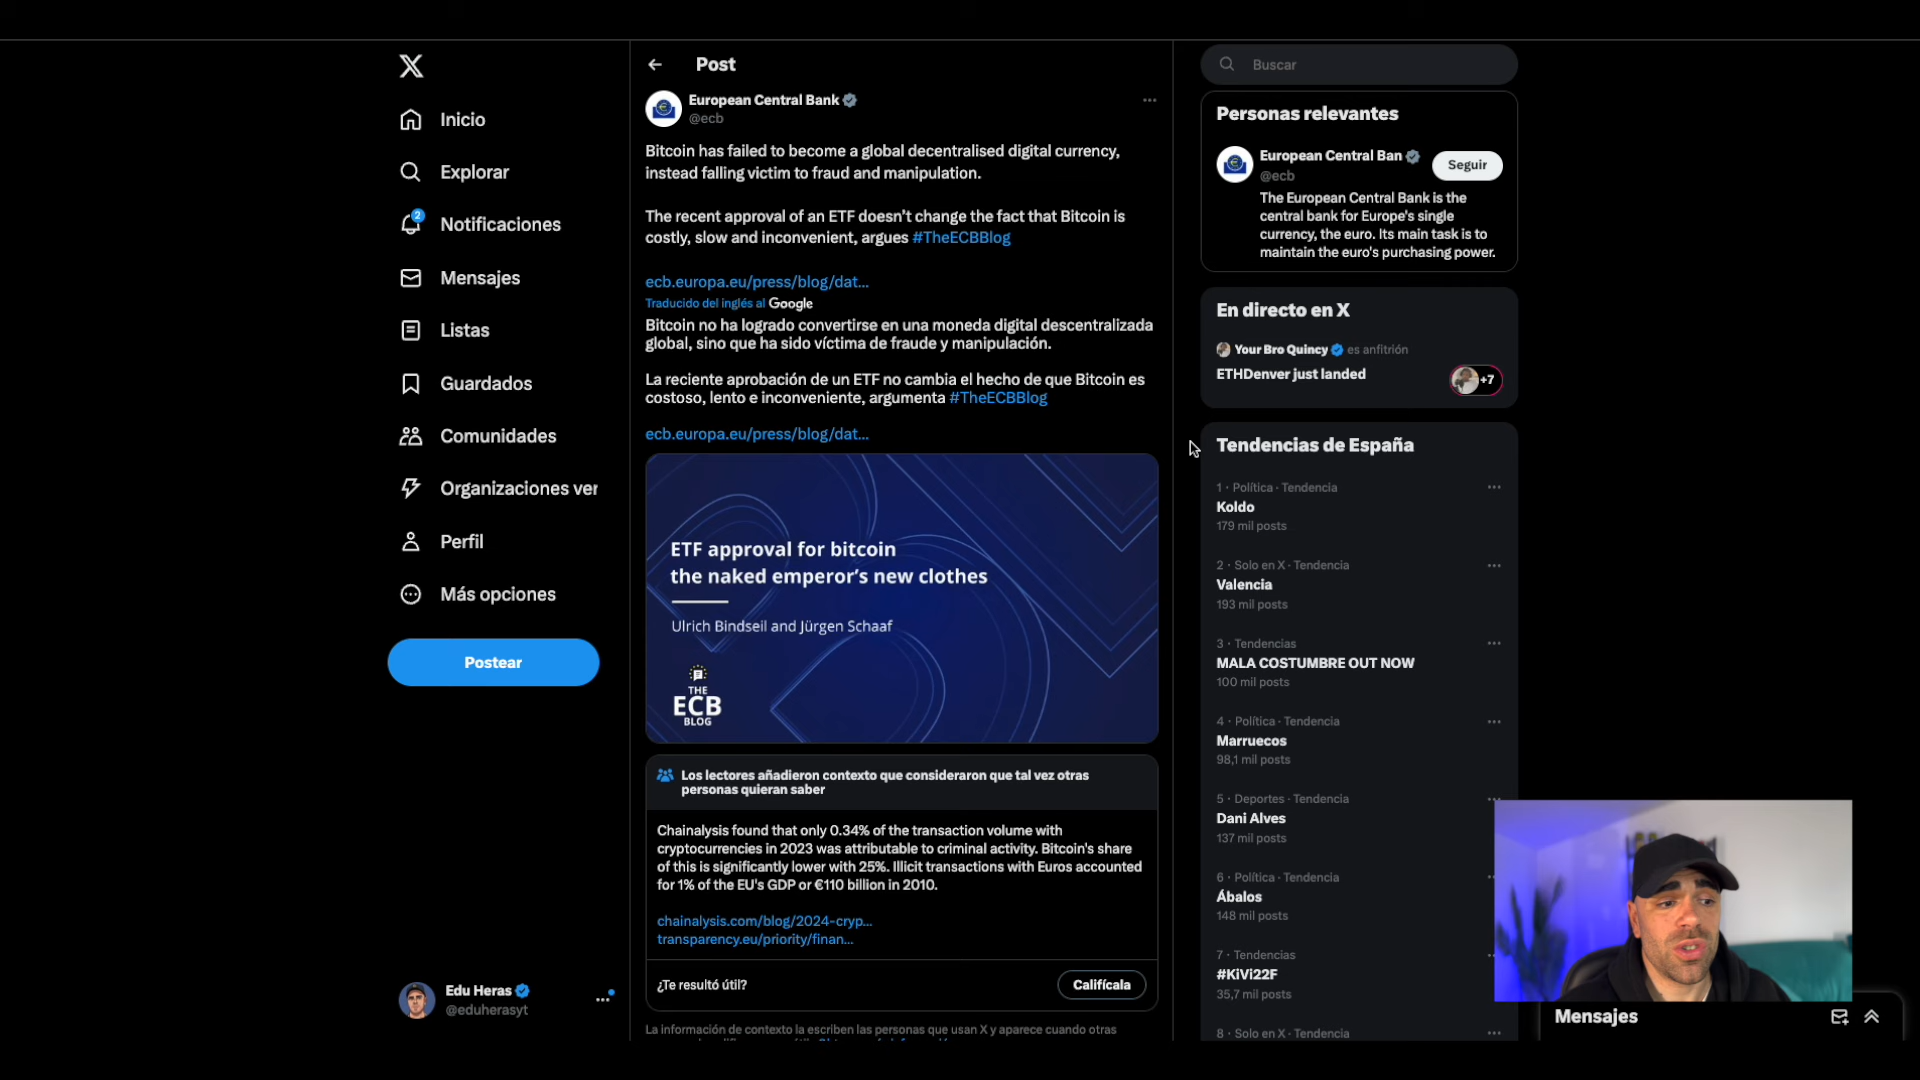 Inicio
Explorar
2
Notificaciones
Mensajes
Listas
Guardados
Comunidades
Organizaciones ver
Perfil
Más opciones
Postear
Edu Heras
@eduherasyt
Post
European Central Bank
@ecb
Bitcoin has failed to become a global decentralised digital currency,
instead falling victim to fraud and manipulation.
The recent approval of an ETF doesn't change the fact that Bitcoin is
costly, slow and inconvenient, argues #TheECBBlog
ecb.europa.eu/press/blog/dat...
Traducido del inglés al Google
Bitcoin no ha logrado convertirse en una moneda digital descentralizada
global, sino que ha sido víctima de fraude y manipulación.
La reciente aprobación de un ETF no cambia el hecho de que Bitcoin es
costoso, lento e inconveniente, argumenta #TheECBBlog
ecb.europa.eu/press/blog/dat...
ETF approval for bitcoin
the naked emperor's new clothes
Ulrich Bindseil and Jürgen Schaaf
THE
ECB
BLOG
Los lectores añadieron contexto que consideraron que tal vez otras
personas quieran saber
Chainalysis found that only 0.34% of the transaction volume with
cryptocurrencies in 2023 was attributable to criminal activity. Bitcoin's share
of this is significantly lower with 25%. Illicit transactions with Euros accounted
for 1% of the EU's GDP or €110 billion in 2010.
chainalysis.com/blog/2024-cryp...
transparency.eu/priority/finan...
¿Te resultó útil?
Califícala
La información de contexto la escriben las personas que usan X y aparece cuando otras
Buscar
Personas relevantes
European Central Ban
@ecb
Seguir
The European Central Bank is the
central bank for Europe's single
currency, the euro. Its main task is to
maintain the euro's purchasing power.
En directo en X
Your Bro Quincy es anfitrión
ETHDenver just landed
+7
Tendencias de España
1 · Política · Tendencia
Koldo
179 mil posts
2 · Solo en X · Tendencia
Valencia
193 mil posts
3 · Tendencias
MALA COSTUMBRE OUT NOW
100 mil posts
4 · Política · Tendencia
Marruecos
98,1 mil posts
5 · Deportes · Tendencia
Dani Alves
137 mil posts
6 · Política · Tendencia
Ábalos
148 mil posts
7 · Tendencias
#KiVi22F
35,7 mil posts
8 · Solo en X · Tendencia
Mensajes